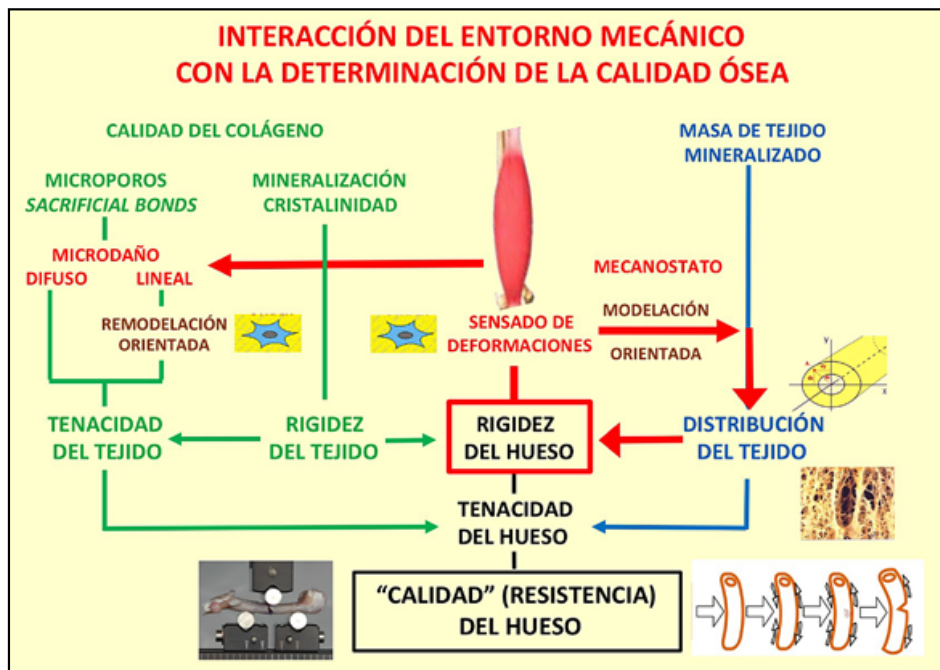 INTERACCIÓN DEL ENTORNO MECÁNICO
CON LA DETERMINACIÓN DE LA CALIDAD ÓSEA
CALIDAD DEL COLÁGENO
MASA DE TEJIDO
MINERALIZADO
MICROPOROS
SACRIFICIAL BONDS
MINERALIZACIÓN
CRISTALINIDAD
MICRODAÑO
DIFUSO
LINEAL
MECANOSTATO
REMODELACIÓN
ORIENTADA
SENSADO DE
DEFORMACIONES
MODELACIÓN
ORIENTADA
y
x
TENACIDAD
DEL TEJIDO
RIGIDEZ
DEL TEJIDO
RIGIDEZ
DEL HUESO
DISTRIBUCIÓN
DEL TEJIDO
TENACIDAD
DEL HUESO
“CALIDAD” (RESISTENCIA)
DEL HUESO